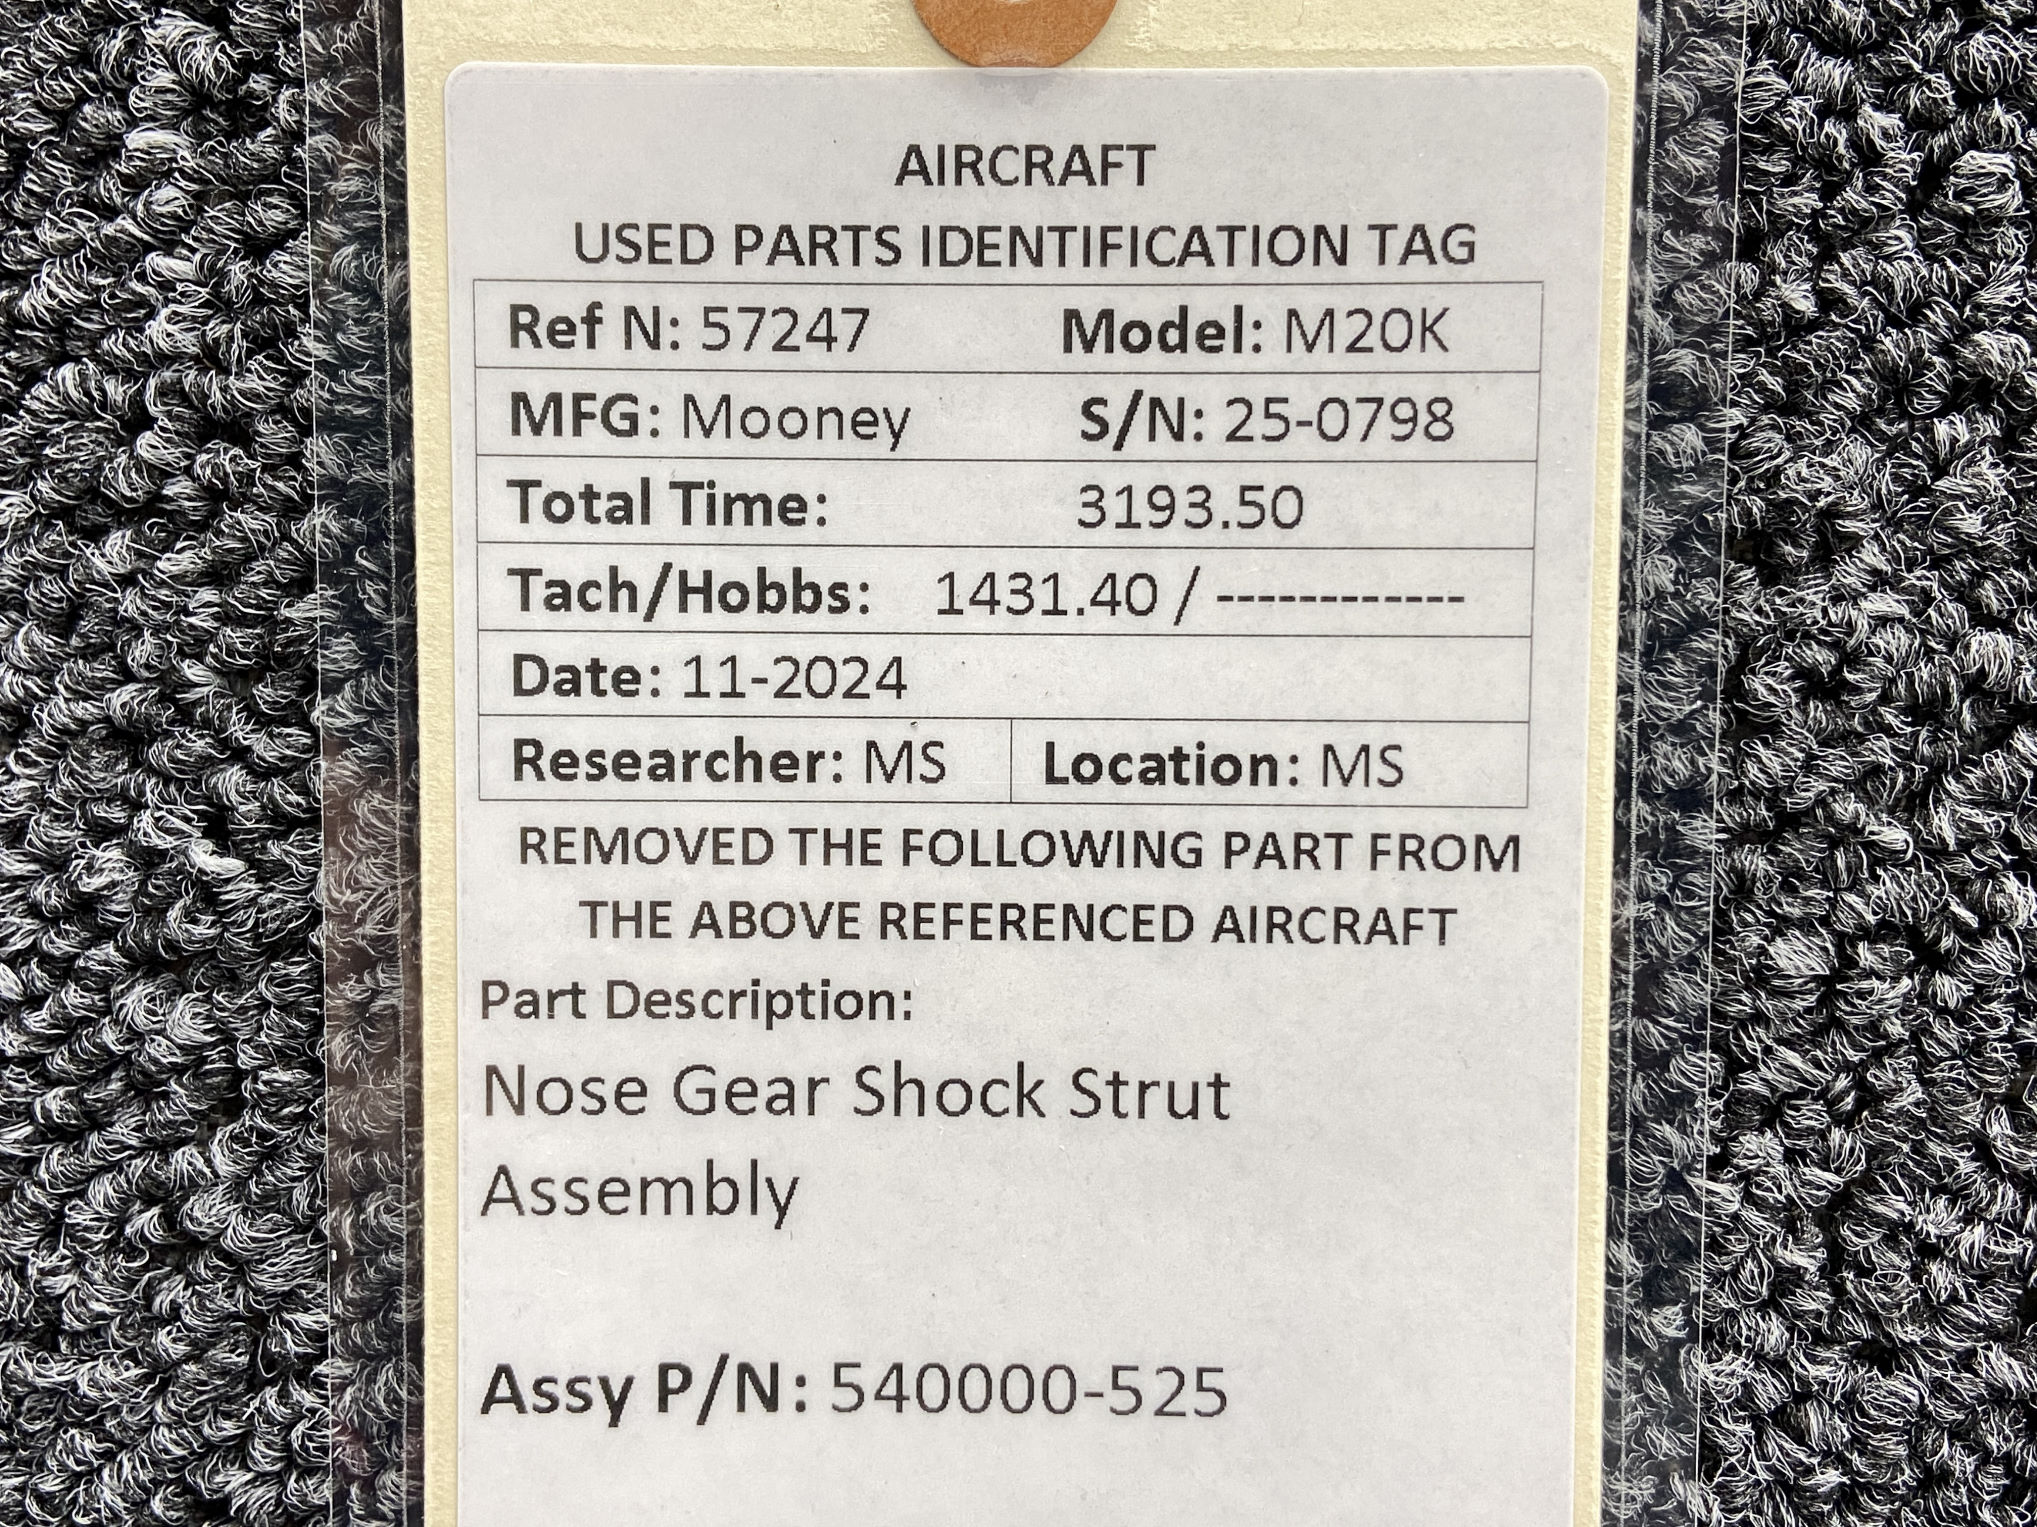 AIRCRAFT
USED PARTS IDENTIFICATION TAG
Ref N: 57247 Model: M20K
MFG: Mooney S/N: 25-0798
Total Time: 3193.50
Tach/Hobbs: 1431.40 / ------------
Date: 11-2024
Researcher: MS Location: MS
REMOVED THE FOLLOWING PART FROM
THE ABOVE REFERENCED AIRCRAFT
Part Description:
Nose Gear Shock Strut
Assembly
Assy P/N: 540000-525